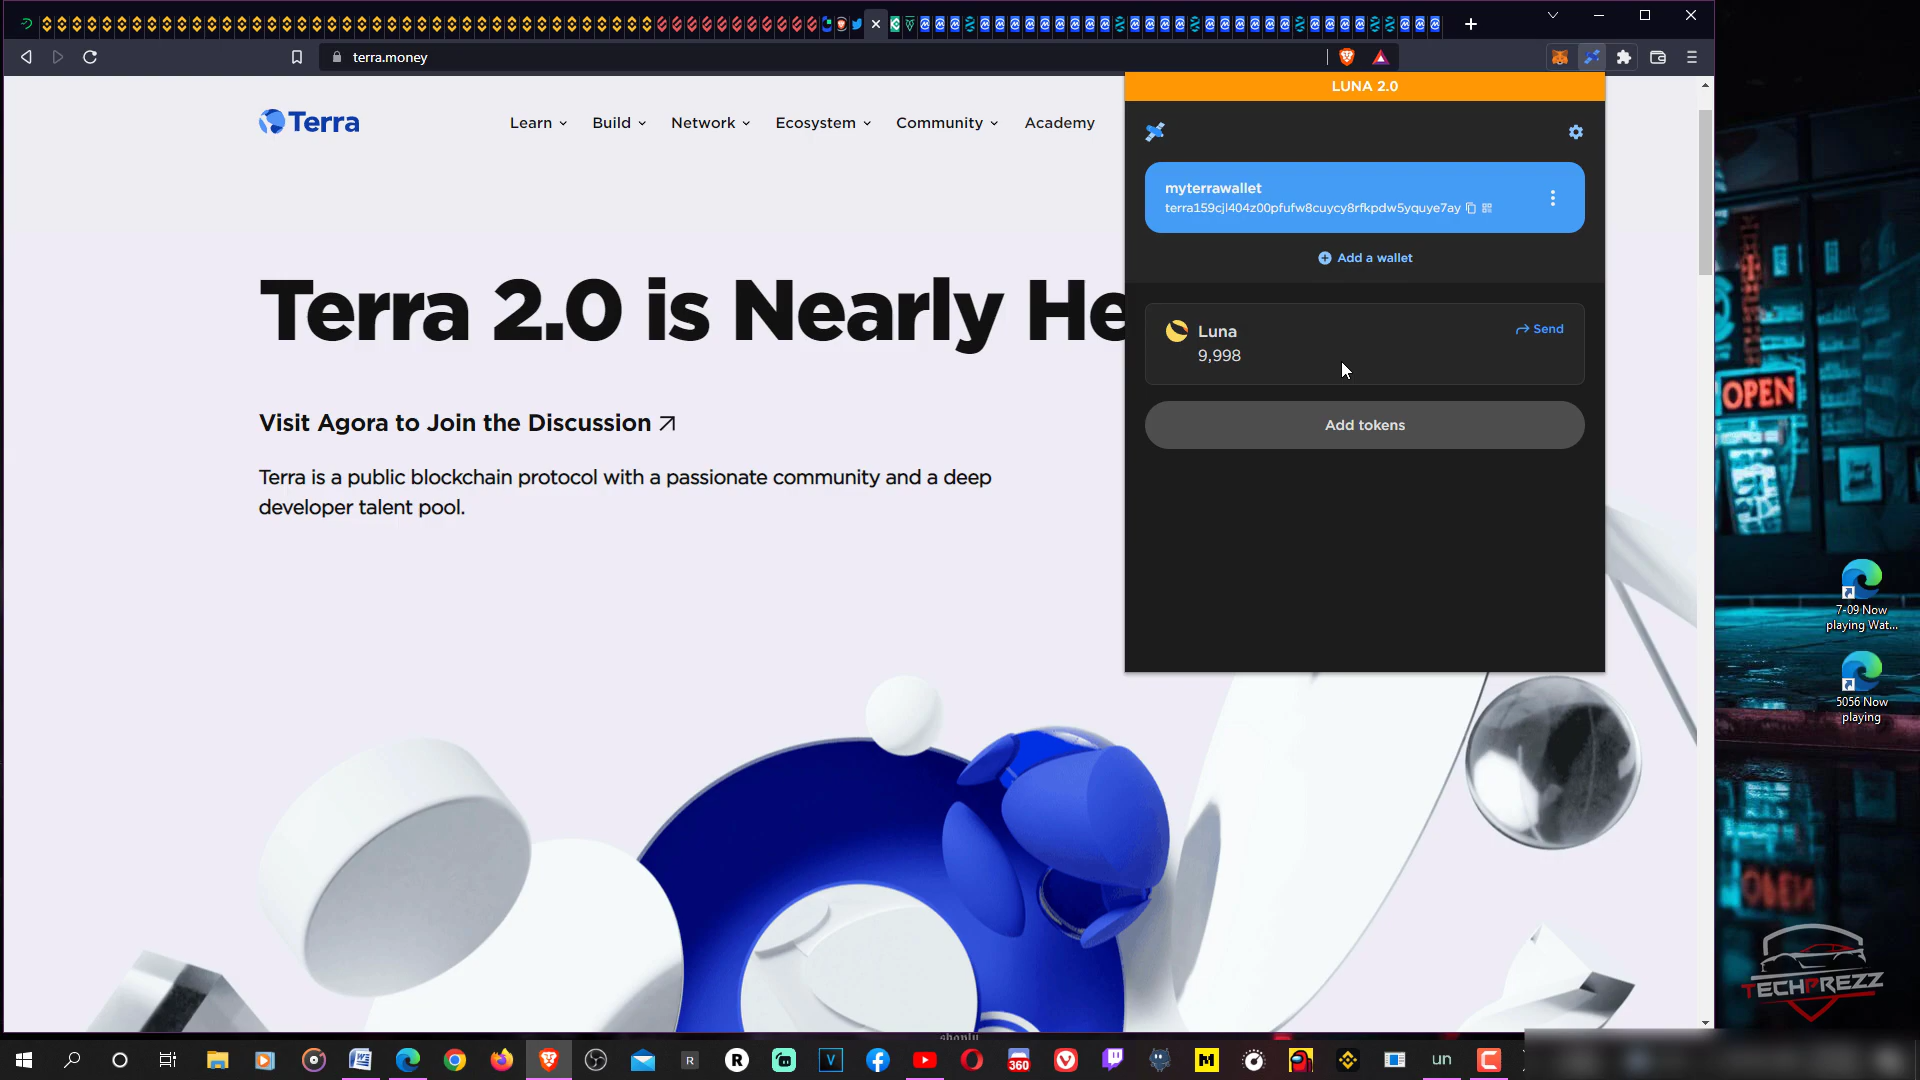 terra.money
LUNA 2.0
Terra
Learn
Build
Network
Ecosystem
Community
Academy
myterrawallet
terra159cjl404z00pfufw8cuycy8rfkpdw5yquye7ay
Add a wallet
Terra 2.0 is Nearly He
Luna
Send
9,998
Visit Agora to Join the Discussion
Add tokens
Terra is a public blockchain protocol with a passionate community and a deep
developer talent pool.
OPEN
7-09 Now
playing Wat...
5056 Now
playing
TECHPREZZ
360
un